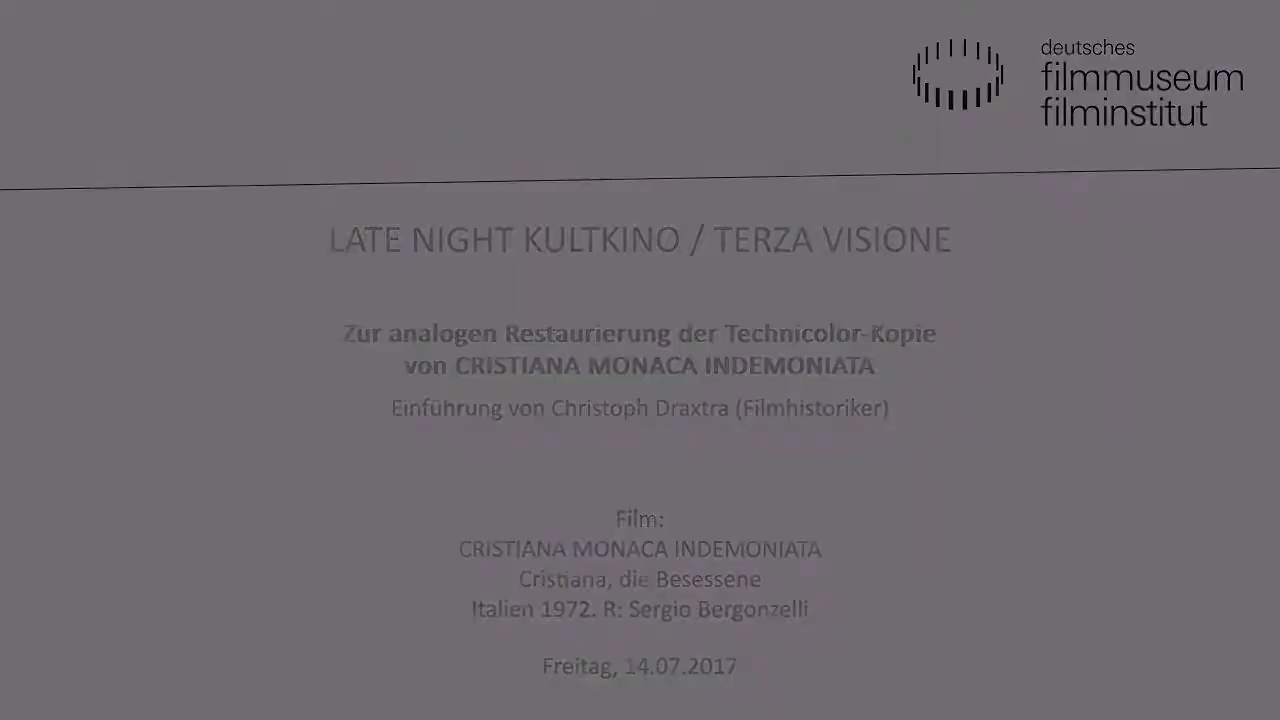 deutsches
filmmuseum
filminstitut
LATE NIGHT KULTKINO / TERZA VISIONE
Zur analogen Restaurierung der Technicolor-Kopie
von CRISTIANA MONACA INDEMONIATA
Einführung von Christoph Draxtra (Filmhistoriker)
Film:
CRISTIANA MONACA INDEMONIATA
Cristiana, die Besessene
Italien 1972. R: Sergio Bergonzelli
Freitag, 14.07.2017